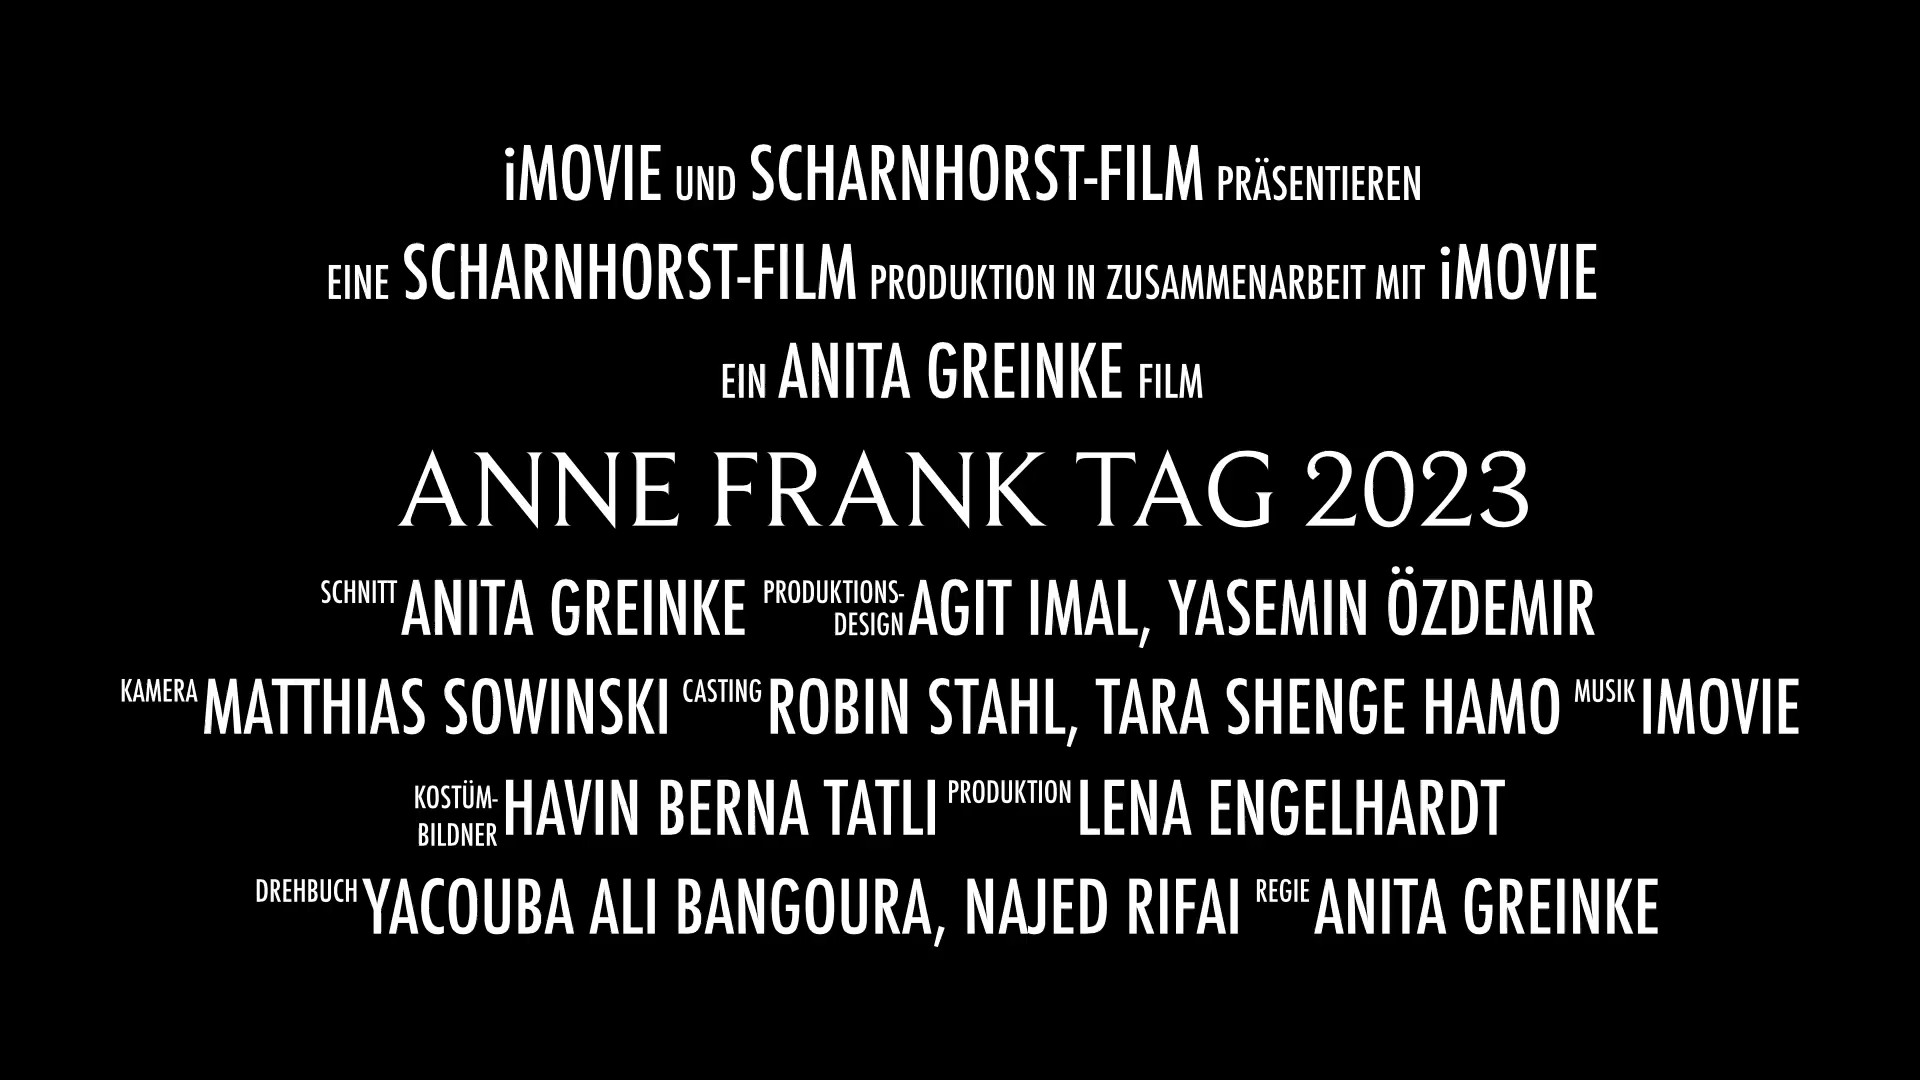 iMOVIE UND SCHARNHORST-FILM PRÄSENTIEREN
EINE SCHARNHORST-FILM PRODUKTION IN ZUSAMMENARBEIT MIT iMOVIE
EIN ANITA GREINKE FILM
ANNE FRANK TAG 2023
SCHNITT ANITA GREINKE PRODUKTIONS-DESIGN AGIT IMAL, YASEMIN ÖZDEMIR
KAMERA MATTHIAS SOWINSKI CASTING ROBIN STAHL, TARA SHENGE HAMO MUSIK IMOVIE
KOSTÜM-BILDNER HAVIN BERNA TATLI PRODUKTION LENA ENGELHARDT
DREHBUCH YACOUBA ALI BANGOURA, NAJED RIFAI REGIE ANITA GREINKE